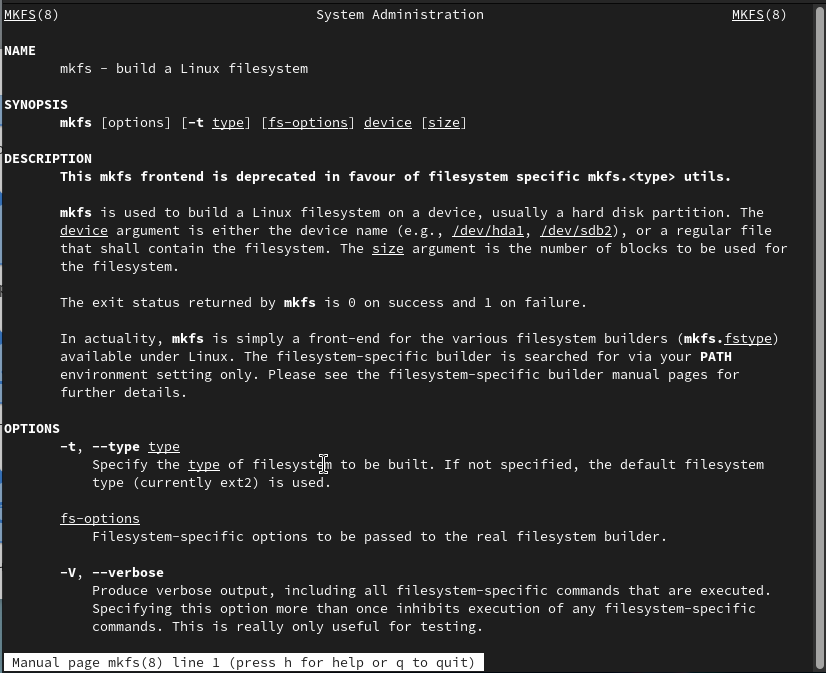 MKFS(8) System Administration MKFS(8)
NAME
mkfs - build a Linux filesystem
SYNOPSIS
mkfs [options] [-t type] [fs-options] device [size]
DESCRIPTION
This mkfs frontend is deprecated in favour of filesystem specific mkfs.<type> utils.
mkfs is used to build a Linux filesystem on a device, usually a hard disk partition. The
device argument is either the device name (e.g., /dev/hda1, /dev/sdb2), or a regular file
that shall contain the filesystem. The size argument is the number of blocks to be used for
the filesystem.
The exit status returned by mkfs is 0 on success and 1 on failure.
In actuality, mkfs is simply a front-end for the various filesystem builders (mkfs.fstype)
available under Linux. The filesystem-specific builder is searched for via your PATH
environment setting only. Please see the filesystem-specific builder manual pages for
further details.
OPTIONS
-t, --type type
Specify the type of filesystem to be built. If not specified, the default filesystem
type (currently ext2) is used.
fs-options
Filesystem-specific options to be passed to the real filesystem builder.
-V, --verbose
Produce verbose output, including all filesystem-specific commands that are executed.
Specifying this option more than once inhibits execution of any filesystem-specific
commands. This is really only useful for testing.
Manual page mkfs(8) line 1 (press h for help or q to quit)